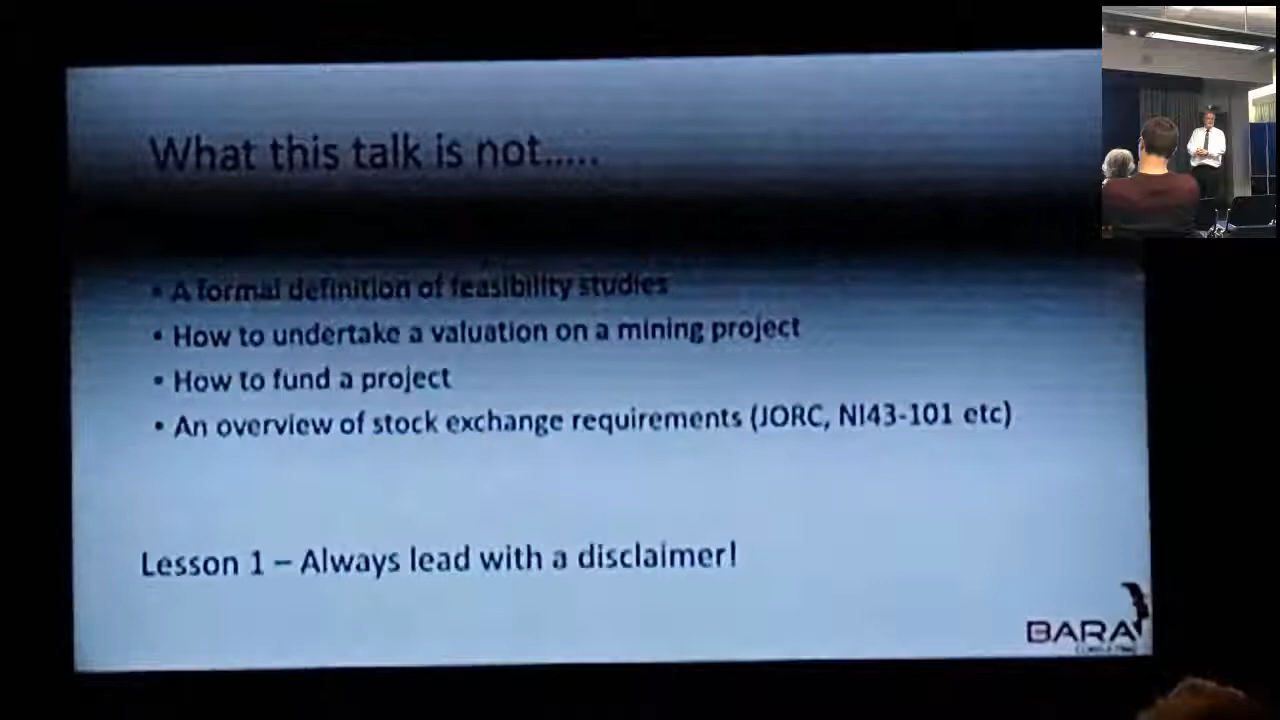 What this talk is not.....
• A formal definition of feasibility studies
• How to undertake a valuation on a mining project
• How to fund a project
• An overview of stock exchange requirements (JORC, NI43-101 etc)
Lesson 1 – Always lead with a disclaimer!
BARA